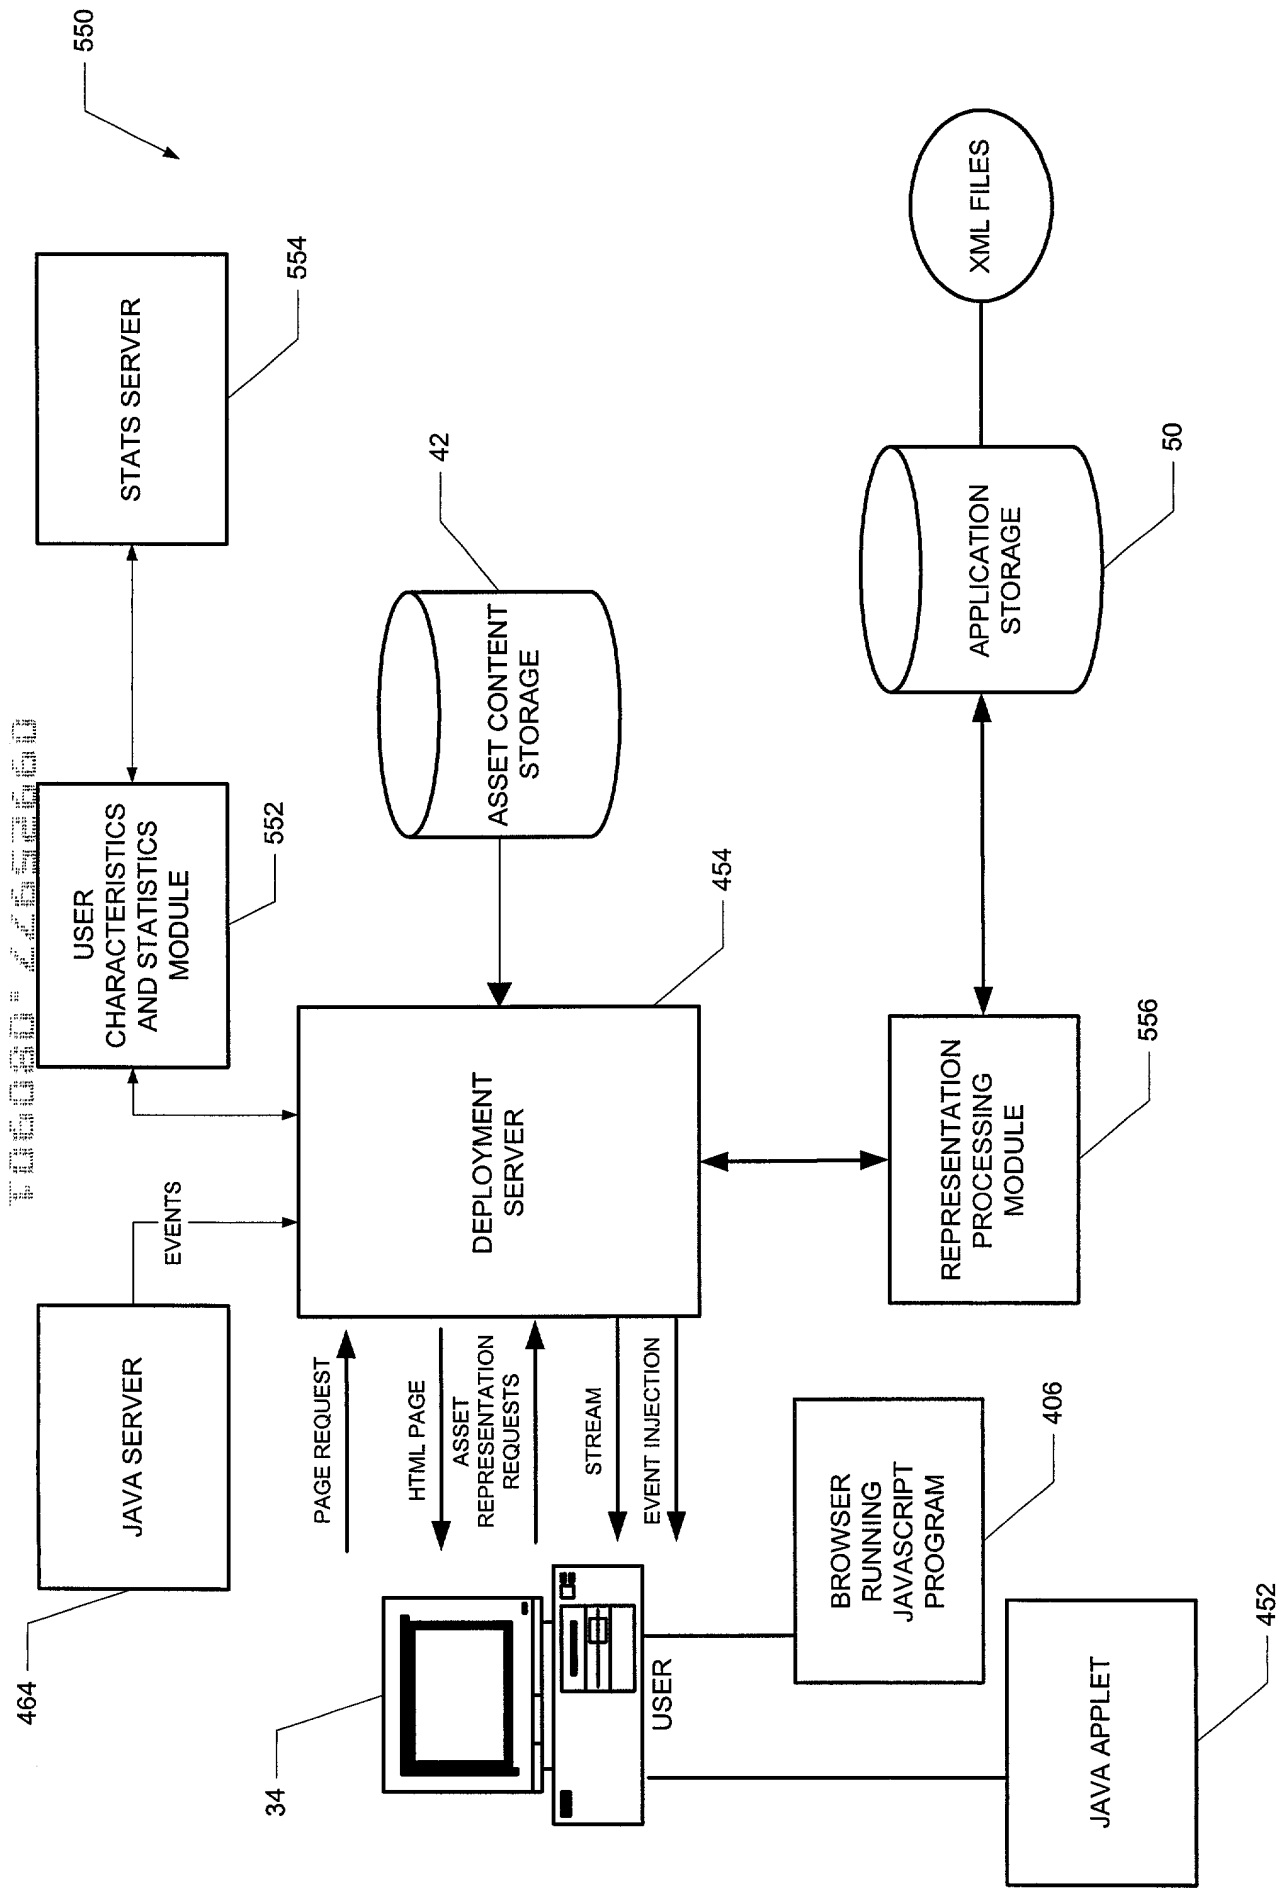 550
464
JAVA SERVER
EVENTS
USER
CHARACTERISTICS
AND STATISTICS
MODULE
552
STATS SERVER
554
34
USER
PAGE REQUEST
HTML PAGE
ASSET
REPRESENTATION
REQUESTS
STREAM
EVENT INJECTION
DEPLOYMENT
SERVER
454
ASSET CONTENT
STORAGE
42
BROWSER
RUNNING
JAVASCRIPT
PROGRAM
406
JAVA APPLET
452
REPRESENTATION
PROCESSING
MODULE
556
APPLICATION
STORAGE
50
XML FILES